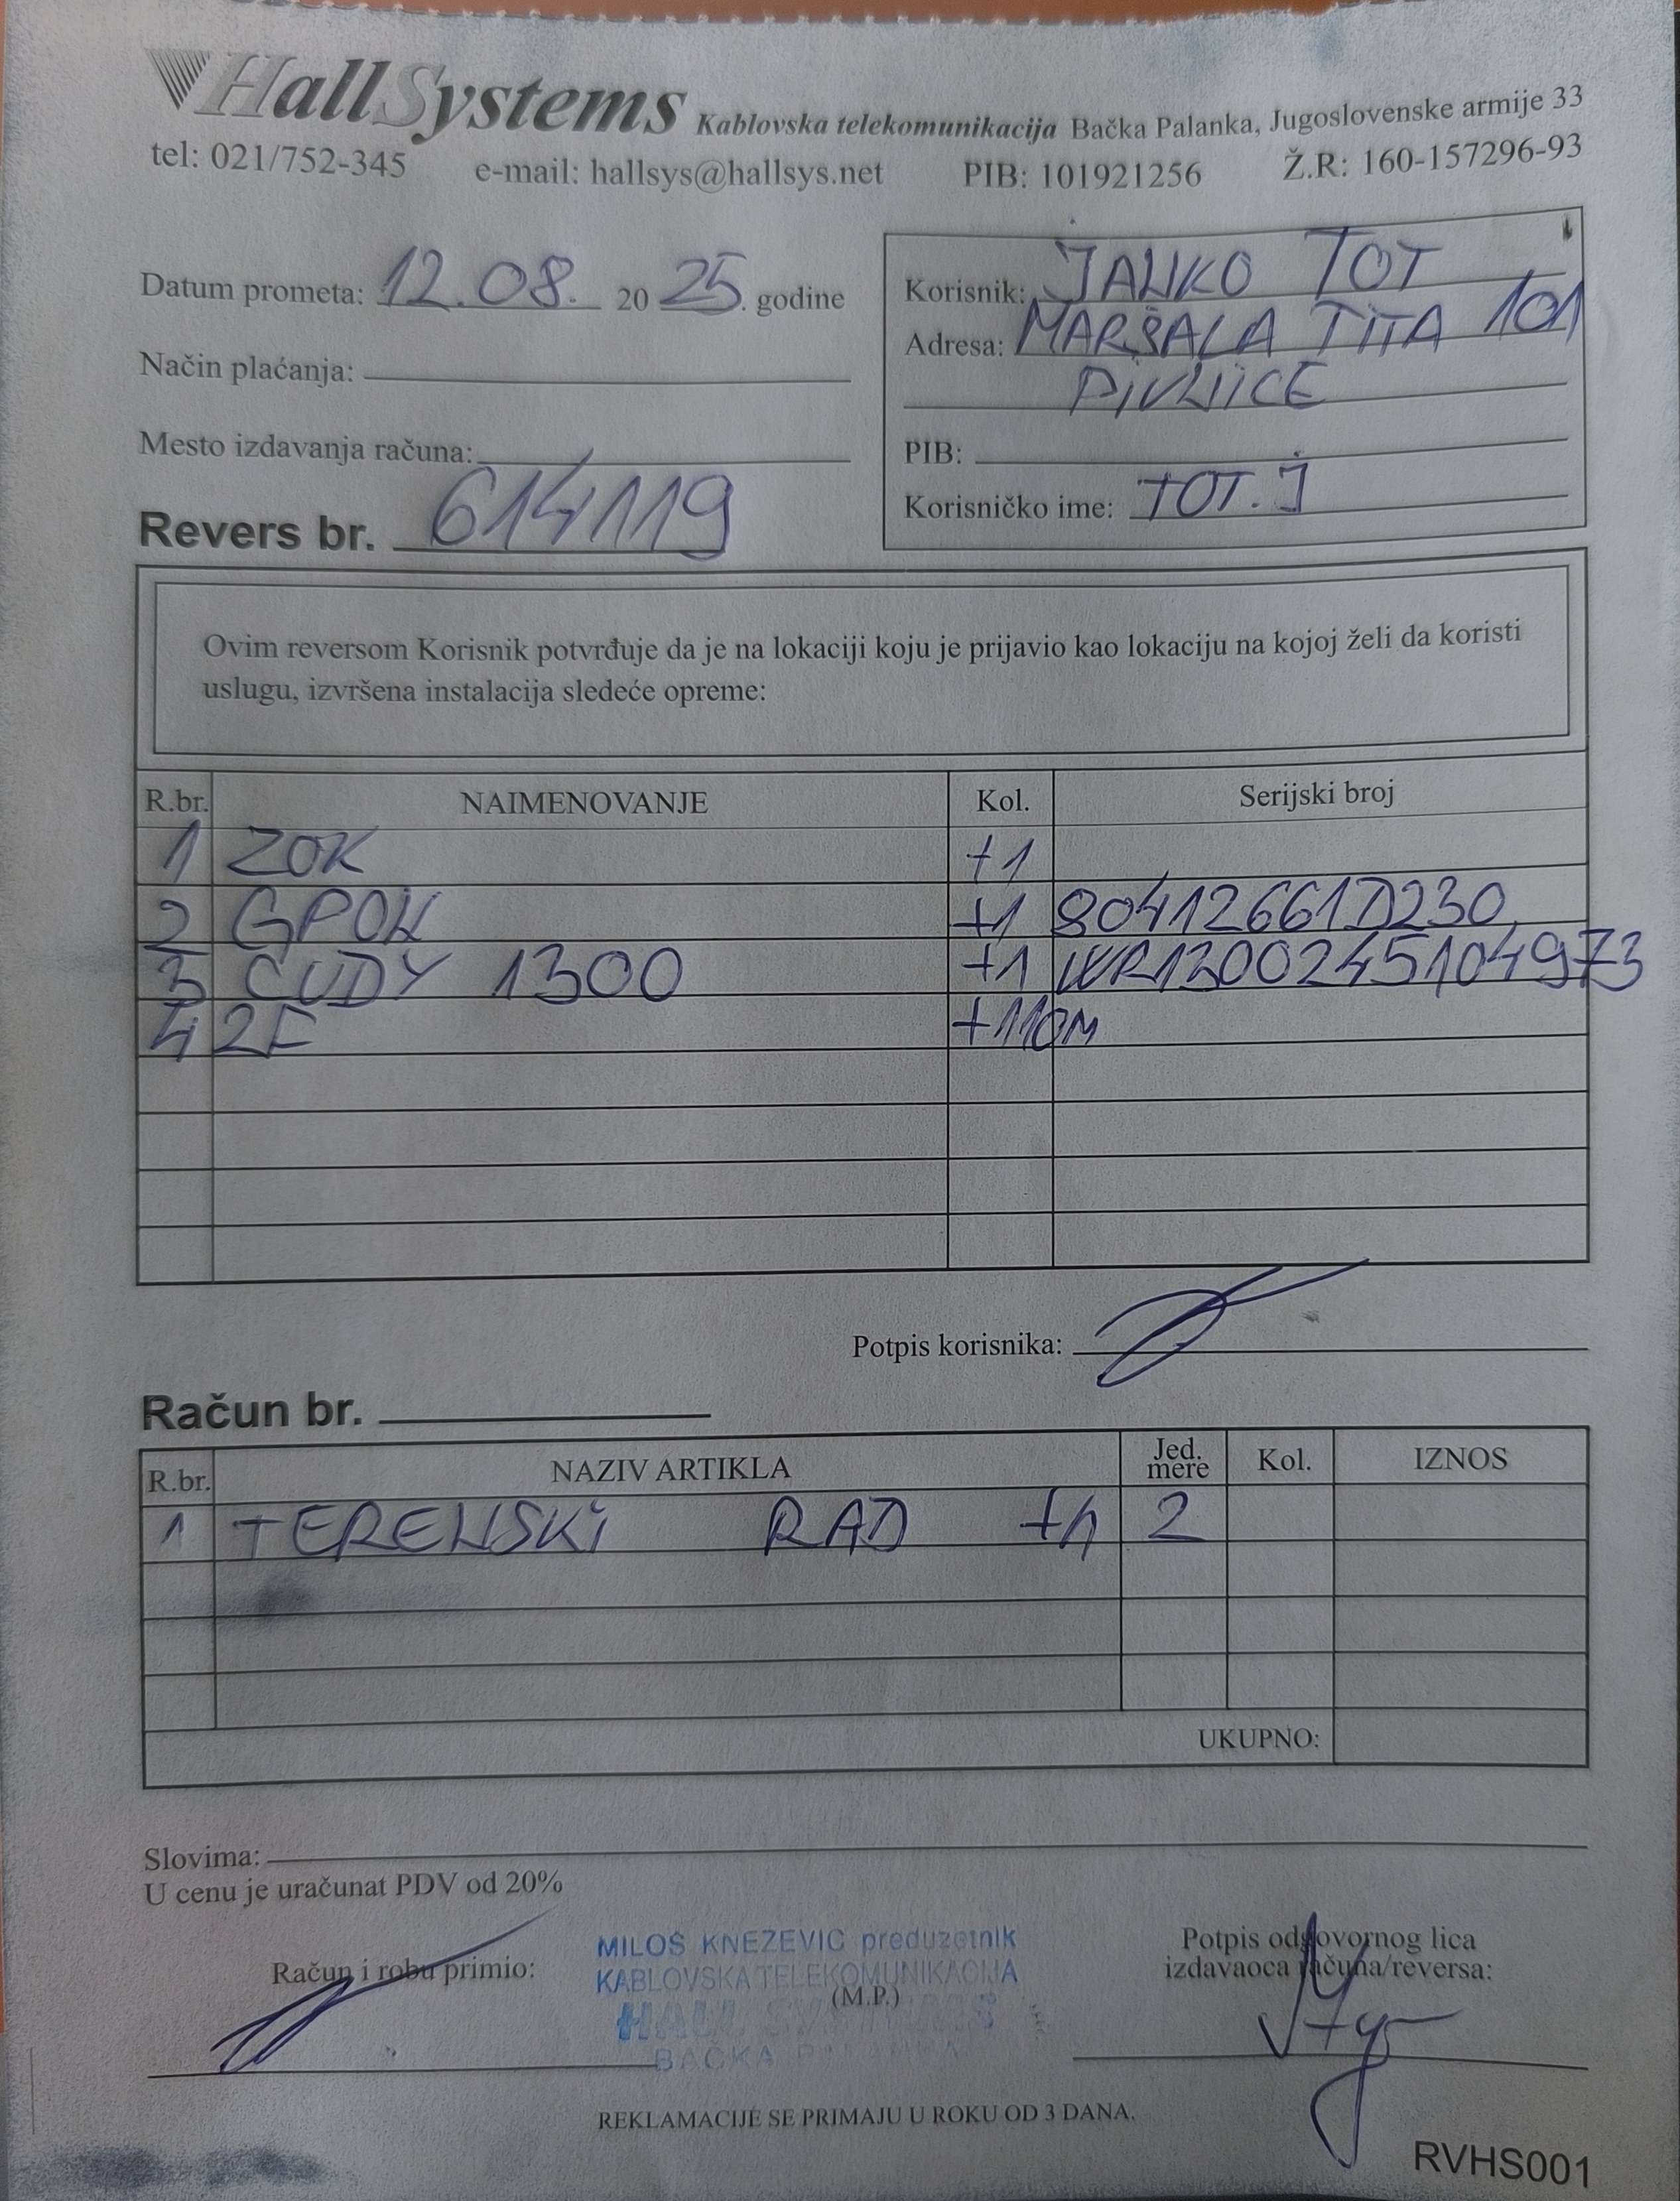 HallSystems Kablovska telekomunikacija Bačka Palanka, Jugoslovenske armije 33
tel: 021/752-345 e-mail: hallsys@hallsys.net PIB: 101921256 Ž.R: 160-157296-93
Datum prometa: 12.08. 20 25. godine
Korisnik: JANKO TOT
Adresa: MARŠALA TITA 101
PIVNICE
Način plaćanja:
Mesto izdavanja računa:
PIB:
Korisničko ime: TOT.J
Revers br. 614119
Ovim reversom Korisnik potvrđuje da je na lokaciji koju je prijavio kao lokaciju na kojoj želi da koristi
uslugu, izvršena instalacija sledeće opreme:
R.br. NAIMENOVANJE Kol. Serijski broj
1 ZOK +1
2 GPON +1 80412661D230
3 CUDY 1300 +1 WR1300245104973
4 2F +110M
Potpis korisnika:
Račun br.
R.br. NAZIV ARTIKLA Jed. mere Kol. IZNOS
1 TERENSKI RAD +h 2
UKUPNO:
Slovima:
U cenu je uračunat PDV od 20%
Račun i robu primio:
MILOŠ KNEŽEVIĆ preduzetnik
KABLOVSKA TELEKOMUNIKACIJA
(M.P.)
HALL SYSTEMS
BAČKA PALANKA
Potpis odgovornog lica
izdavaoca računa/reversa:
REKLAMACIJE SE PRIMAJU U ROKU OD 3 DANA.
RVHS001